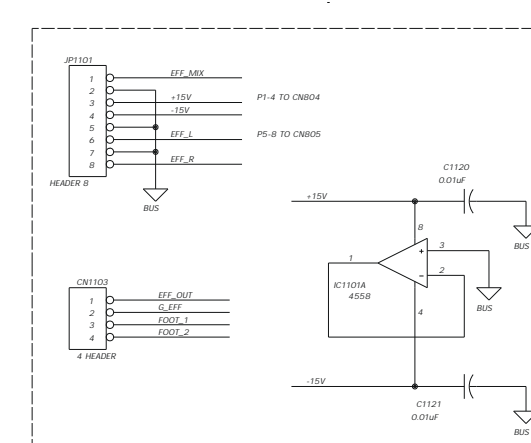 JP1101
1 EFF_MIX
2
3 +15V P1-4 TO CN804
4 -15V
5
6 EFF_L P5-8 TO CN805
7
8 EFF_R
HEADER 8
BUS
C1120
0.01uF
+15V
8
BUS
1
+ 3
- 2
IC1101A
4558
BUS
4
CN1103
1 EFF_OUT
2 G_EFF
3 FOOT_1
4 FOOT_2
4 HEADER
-15V
C1121
0.01uF
BUS